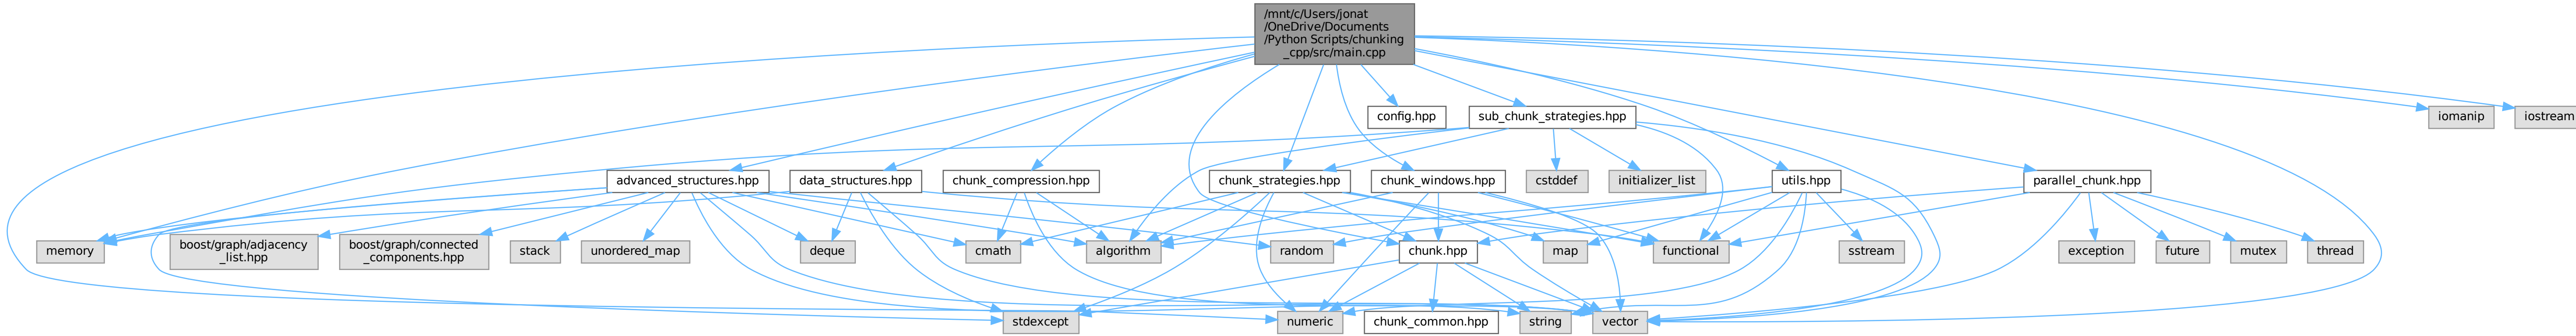 /mnt/c/Users/jonat
/OneDrive/Documents
/Python Scripts/chunking
_cpp/src/main.cpp
config.hpp
sub_chunk_strategies.hpp
iomanip
iostream
advanced_structures.hpp
data_structures.hpp
chunk_compression.hpp
chunk_strategies.hpp
chunk_windows.hpp
cstddef
initializer_list
utils.hpp
parallel_chunk.hpp
memory
boost/graph/adjacency
_list.hpp
boost/graph/connected
_components.hpp
stack
unordered_map
deque
cmath
algorithm
random
chunk.hpp
map
functional
sstream
exception
future
mutex
thread
stdexcept
numeric
chunk_common.hpp
string
vector